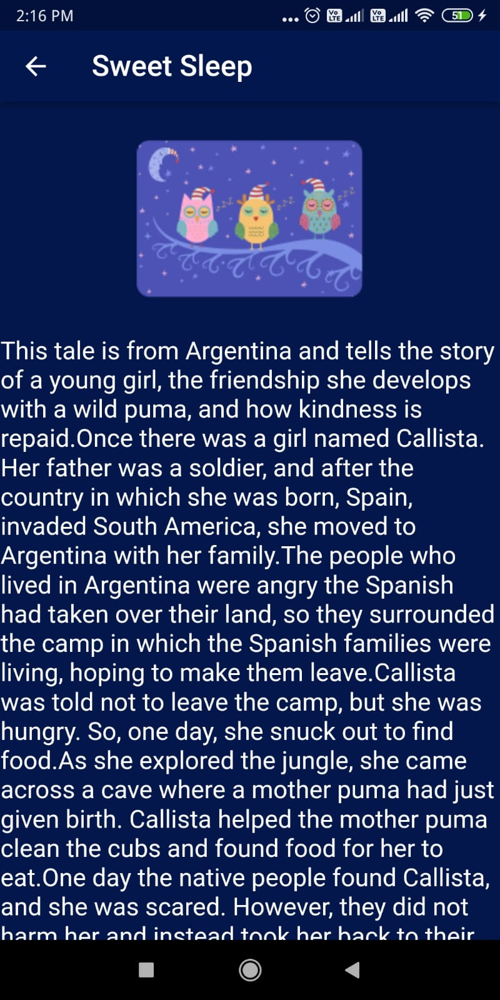 2:16 PM
Vo LTE Vo LTE 51
Sweet Sleep
z-z-Z z-z-Z z-z-Z
This tale is from Argentina and tells the story
of a young girl, the friendship she develops
with a wild puma, and how kindness is
repaid.Once there was a girl named Callista.
Her father was a soldier, and after the
country in which she was born, Spain,
invaded South America, she moved to
Argentina with her family.The people who
lived in Argentina were angry the Spanish
had taken over their land, so they surrounded
the camp in which the Spanish families were
living, hoping to make them leave.Callista
was told not to leave the camp, but she was
hungry. So, one day, she snuck out to find
food.As she explored the jungle, she came
across a cave where a mother puma had just
given birth. Callista helped the mother puma
clean the cubs and found food for her to
eat.One day the native people found Callista,
and she was scared. However, they did not
harm her and instead took her back to their